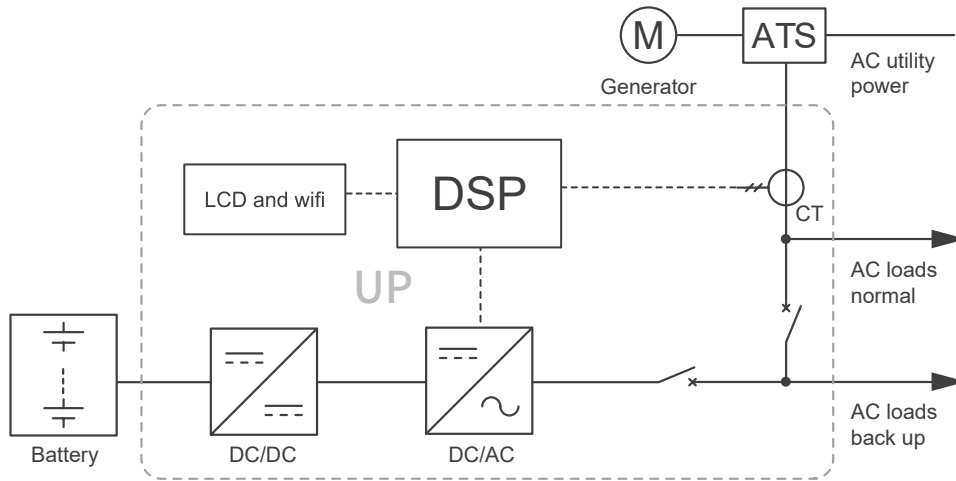 M
ATS
Generator
AC utility
power
LCD and wifi
DSP
CT
AC loads
normal
UP
Battery
DC/DC
DC/AC
AC loads
back up